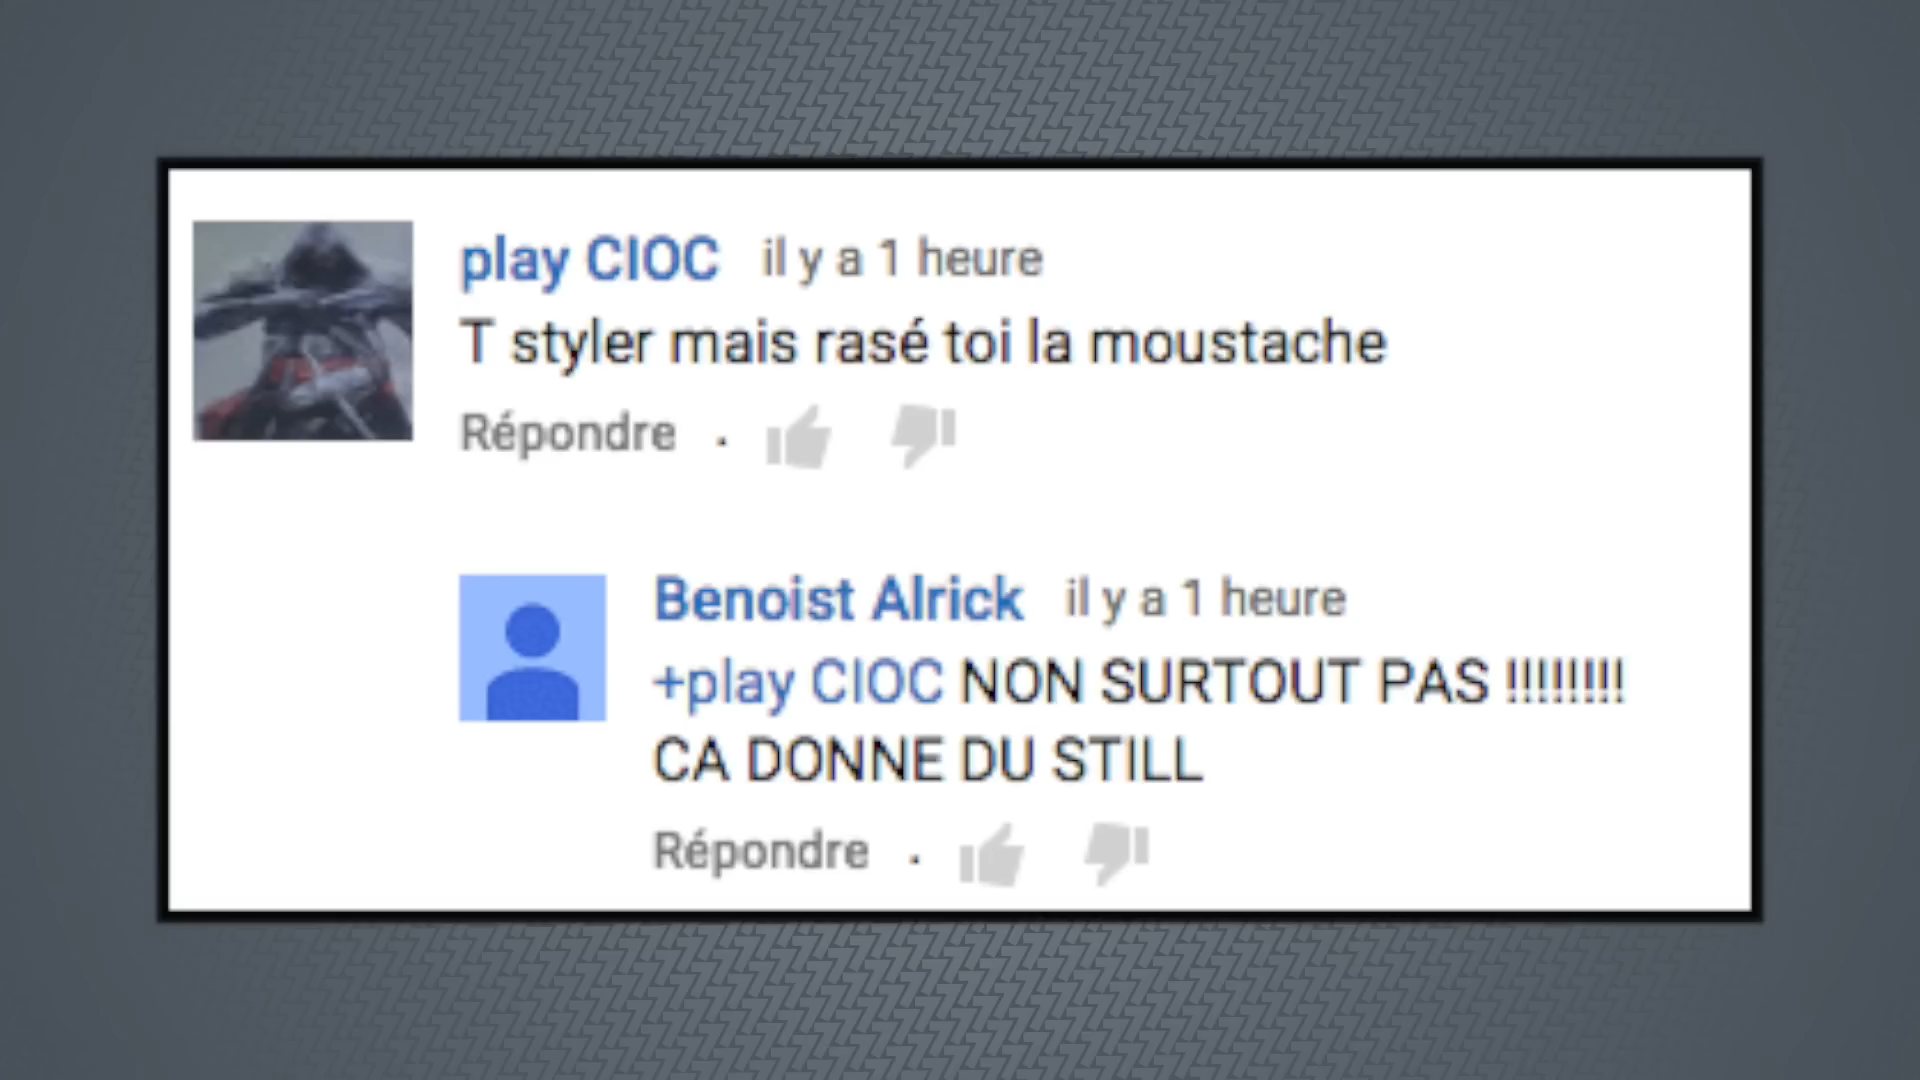 play CIOC il y a 1 heure
T styler mais rasé toi la moustache
Répondre .
Benoist Alrick il y a 1 heure
+play CIOC NON SURTOUT PAS !!!!!!!!!
CA DONNE DU STILL
Répondre .